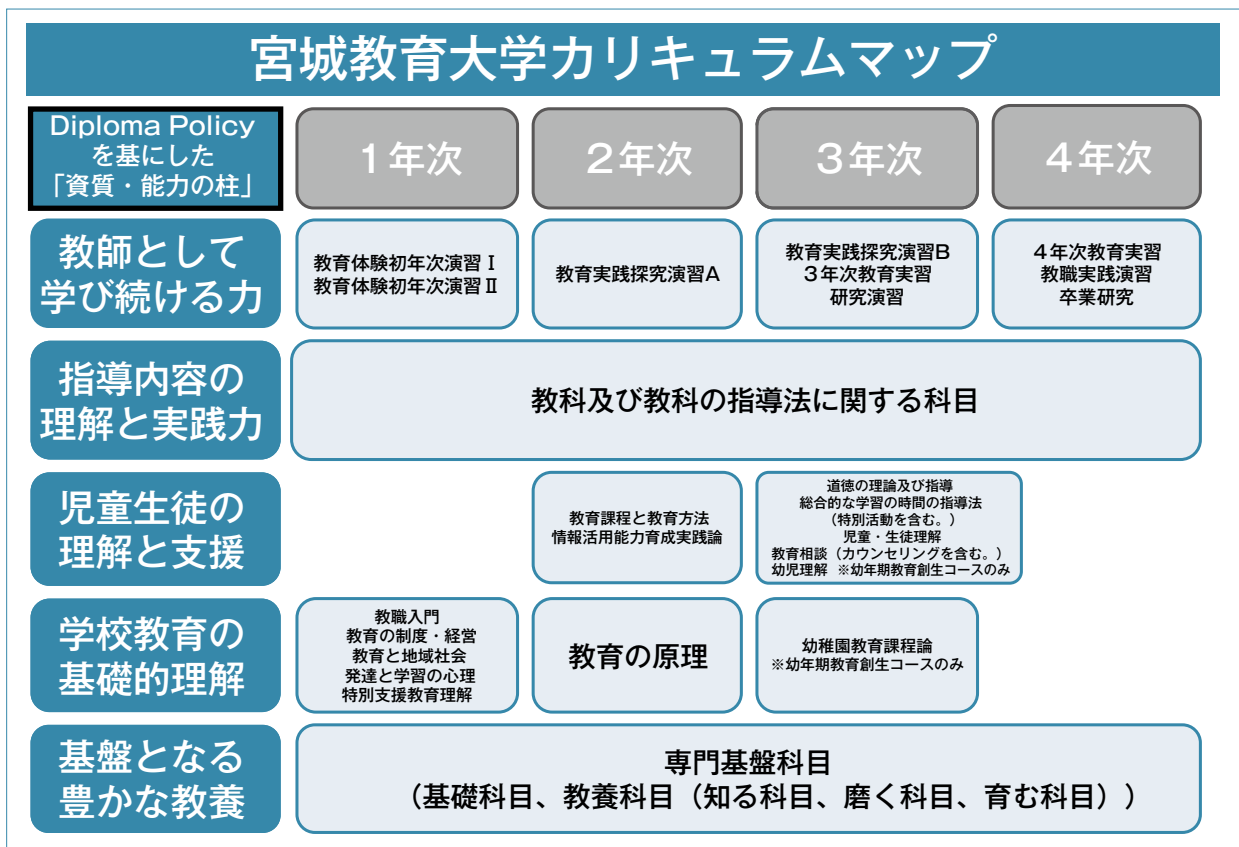 宮城教育大学カリキュラムマップ
Diploma Policy
を基にした
「資質・能力の柱」
1年次
2年次
3年次
4年次
教師として
学び続ける力
教育体験初年次演習Ⅰ
教育体験初年次演習Ⅱ
教育実践探究演習A
教育実践探究演習B
3年次教育実習
研究演習
4年次教育実習
教職実践演習
卒業研究
指導内容の
理解と実践力
教科及び教科の指導法に関する科目
児童生徒の
理解と支援
教育課程と教育方法
情報活用能力育成実践論
道徳の理論及び指導
総合的な学習の時間の指導法
（特別活動を含む。）
児童・生徒理解
教育相談（カウンセリングを含む。）
幼児理解 ※幼年期教育創生コースのみ
学校教育の
基礎的理解
教職入門
教育の制度・経営
教育と地域社会
発達と学習の心理
特別支援教育理解
教育の原理
幼稚園教育課程論
※幼年期教育創生コースのみ
基盤となる
豊かな教養
専門基盤科目
（基礎科目、教養科目（知る科目、磨く科目、育む科目））